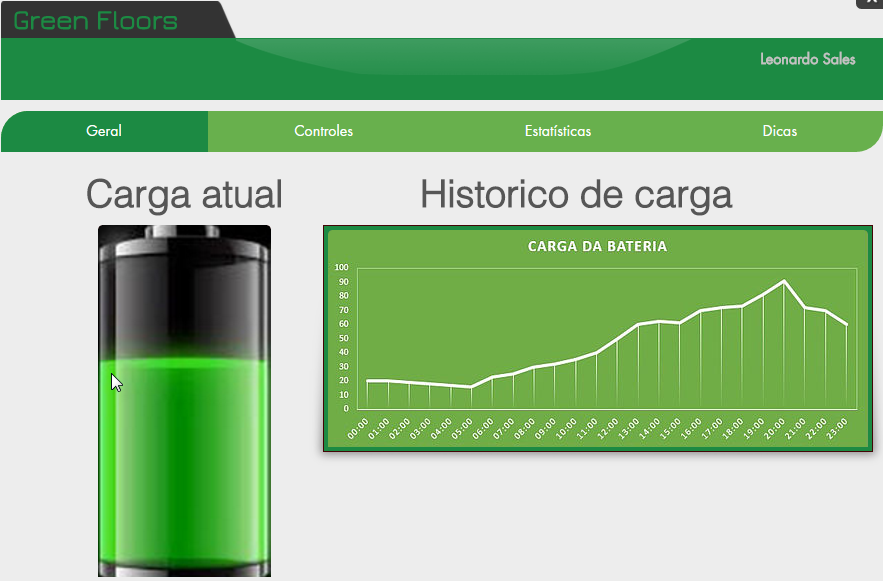 Green Floors
Leonardo Sales
Geral Controles Estatísticas Dicas
Carga atual
Historico de carga
CARGA DA BATERIA
100
90
80
70
60
50
40
30
20
10
0
00:00 01:00 02:00 03:00 04:00 05:00 06:00 07:00 08:00 09:00 10:00 11:00 12:00 13:00 14:00 15:00 16:00 17:00 18:00 19:00 20:00 21:00 22:00 23:00